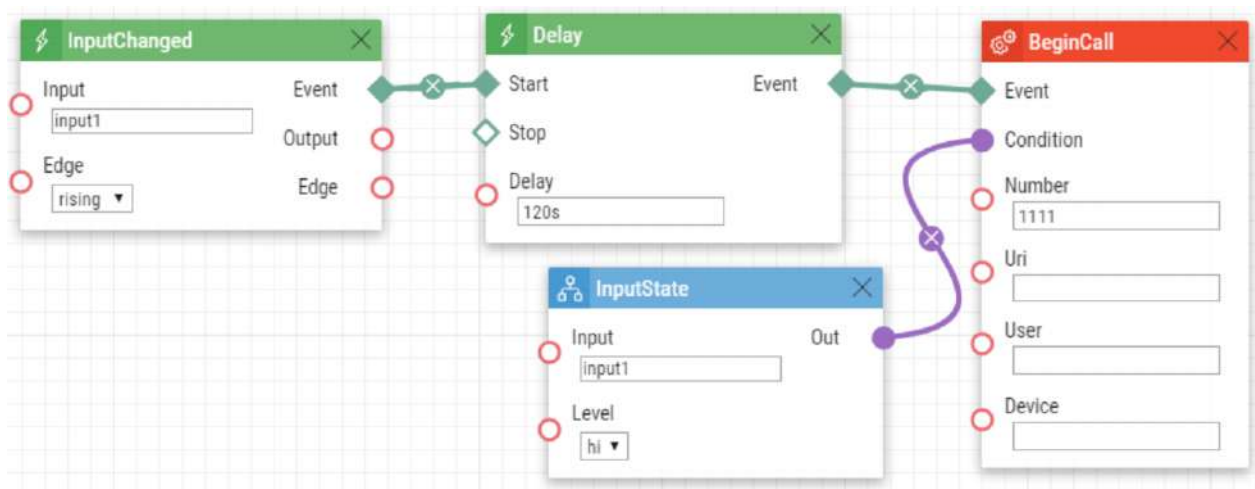 InputChanged
Input
input1
Edge
rising
Event
Output
Edge
Delay
Start
Stop
Delay
120s
Event
InputState
Input
input1
Level
hi
Out
BeginCall
Event
Condition
Number
1111
Uri
User
Device